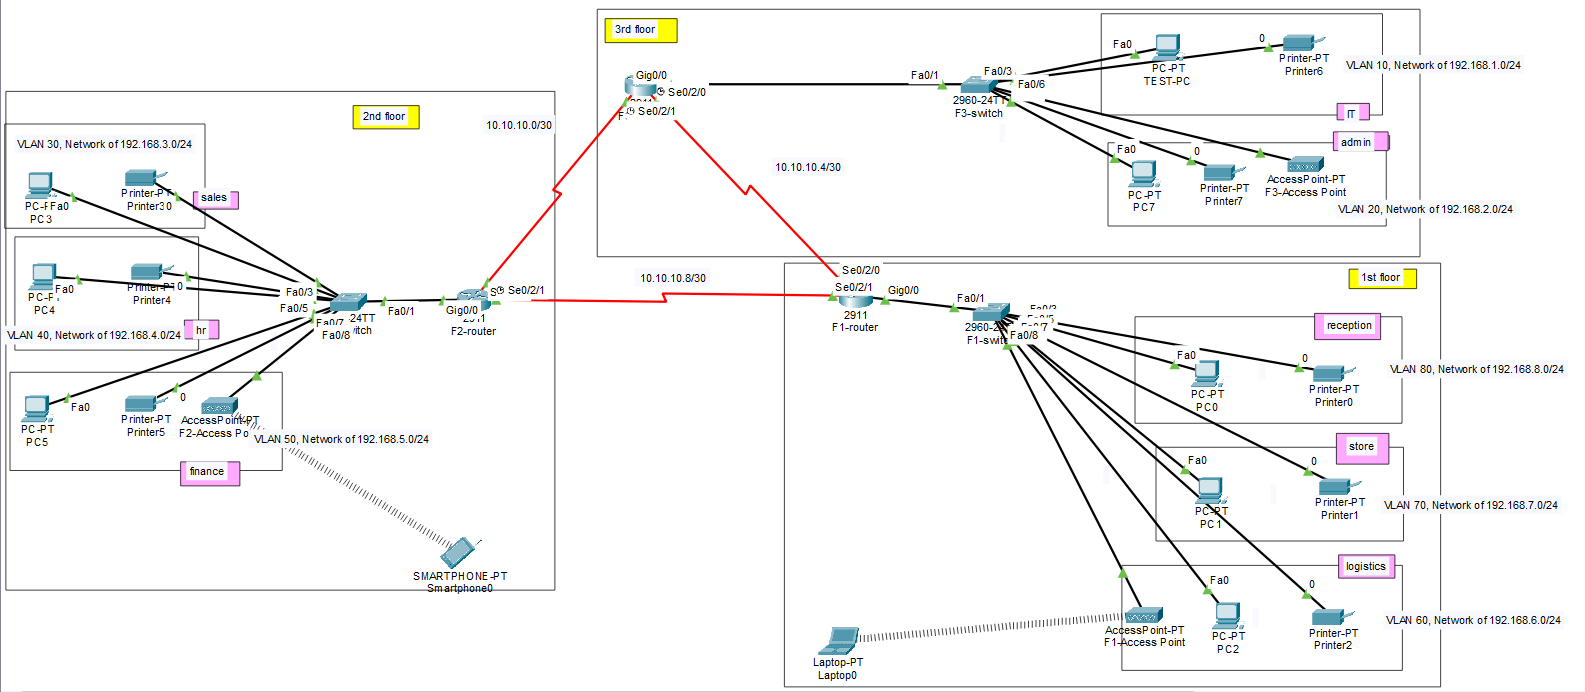 3rd floor
Gig0/0
Se0/2/0
Se0/2/1
Fa0/1
Fa0/3
Fa0/6
2960-24TT
F3-switch
Fa0
PC-PT
TEST-PC
0
Printer-PT
Printer6
VLAN 10, Network of 192.168.1.0/24
IT
admin
Fa0
PC-PT
PC7
0
Printer-PT
Printer7
AccessPoint-PT
F3-Access Point
VLAN 20, Network of 192.168.2.0/24
10.10.10.0/30
10.10.10.4/30
10.10.10.8/30
2nd floor
VLAN 30, Network of 192.168.3.0/24
Fa0
PC3
Printer-PT
Printer3
0
sales
Fa0
PC4
Printer-PT
0
Printer4
VLAN 40, Network of 192.168.4.0/24
hr
Fa0/3
Fa0/5
Fa0/7
Fa0/8
24TT
Fa0/1
Gig0/0
Se0/2/1
2911
F2-router
Fa0
PC-PT
PC5
0
Printer-PT
Printer5
AccessPoint-PT
F2-Access Po
VLAN 50, Network of 192.168.5.0/24
finance
SMARTPHONE-PT
Smartphone0
1st floor
Se0/2/0
Se0/2/1
Gig0/0
2911
F1-router
Fa0/1
Fa0/3
Fa0/5
Fa0/7
Fa0/8
reception
Fa0
PC-PT
PC0
0
Printer-PT
Printer0
VLAN 80, Network of 192.168.8.0/24
store
Fa0
PC-PT
PC1
0
Printer-PT
Printer1
VLAN 70, Network of 192.168.7.0/24
logistics
AccessPoint-PT
F1-Access Point
Fa0
PC-PT
PC2
0
Printer-PT
Printer2
VLAN 60, Network of 192.168.6.0/24
Laptop-PT
Laptop0